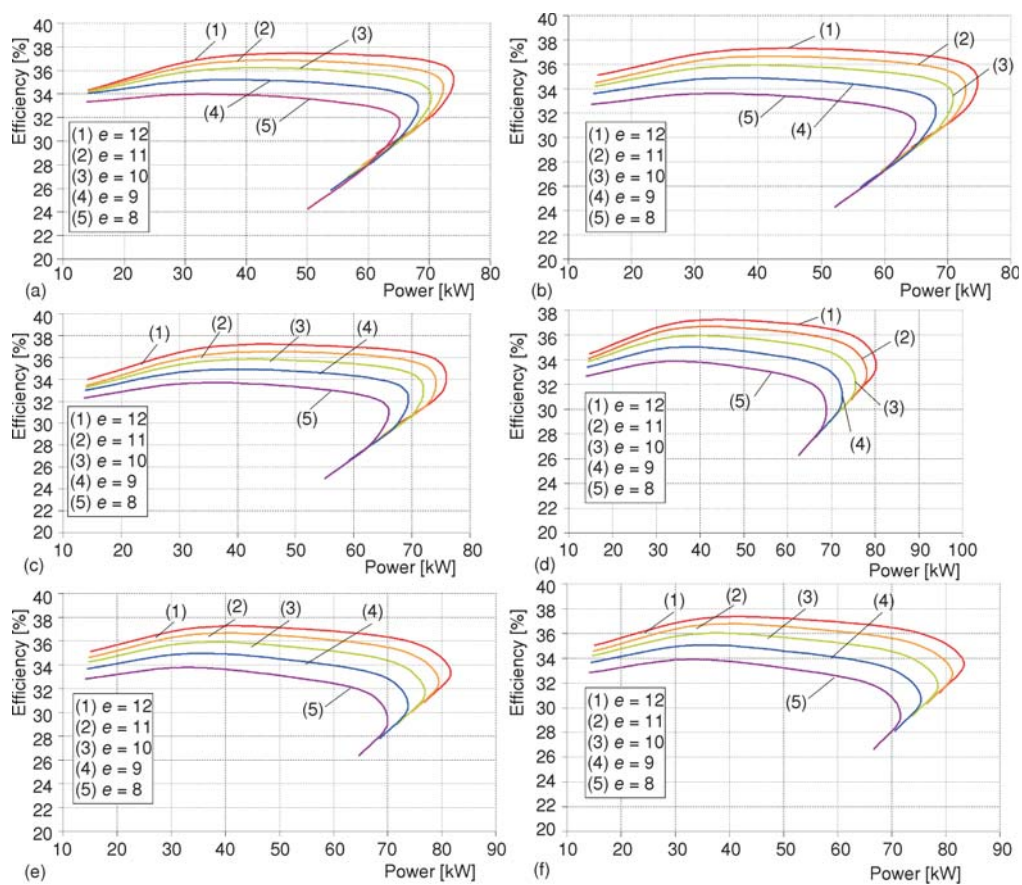 Efficiency [%]
40
38
36
34
32
30
28
26
24
22
20
(1)
(2)
(3)
(4)
(5)
(1) e = 12
(2) e = 11
(3) e = 10
(4) e = 9
(5) e = 8
10 20 30 40 50 60 70 80
(a)
Power [kW]
Efficiency [%]
40
38
36
34
32
30
28
26
24
22
20
(1)
(2)
(3)
(4)
(5)
(1) e = 12
(2) e = 11
(3) e = 10
(4) e = 9
(5) e = 8
10 20 30 40 50 60 70 80
(b)
Power [kW]
Efficiency [%]
40
38
36
34
32
30
28
26
24
22
20
(1)
(2)
(3)
(4)
(5)
(1) e = 12
(2) e = 11
(3) e = 10
(4) e = 9
(5) e = 8
10 20 30 40 50 60 70 80
(c)
Power [kW]
Efficiency [%]
38
36
34
32
30
28
26
24
22
20
(1)
(2)
(3)
(4)
(5)
(1) e = 12
(2) e = 11
(3) e = 10
(4) e = 9
(5) e = 8
10 20 30 40 50 60 70 80 90 100
(d)
Power [kW]
Efficiency [%]
40
38
36
34
32
30
28
26
24
22
20
(1)
(2)
(3)
(4)
(5)
(1) e = 12
(2) e = 11
(3) e = 10
(4) e = 9
(5) e = 8
10 20 30 40 50 60 70 80 90
(e)
Power [kW]
Efficiency [%]
40
38
36
34
32
30
28
26
24
22
20
(1)
(2)
(3)
(4)
(5)
(1) e = 12
(2) e = 11
(3) e = 10
(4) e = 9
(5) e = 8
10 20 30 40 50 60 70 80 90
(f)
Power [kW]